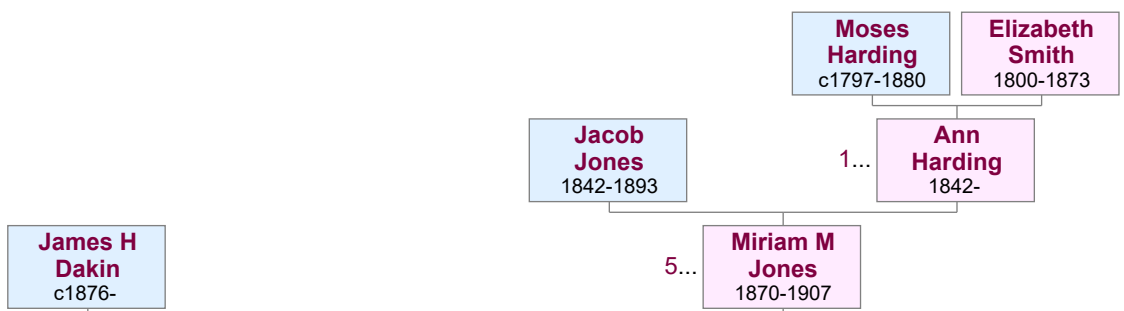 Moses
Harding
c1797-1880
Elizabeth
Smith
1800-1873
Jacob
Jones
1842-1893
1...
Ann
Harding
1842-
James H
Dakin
c1876-
5...
Miriam M
Jones
1870-1907